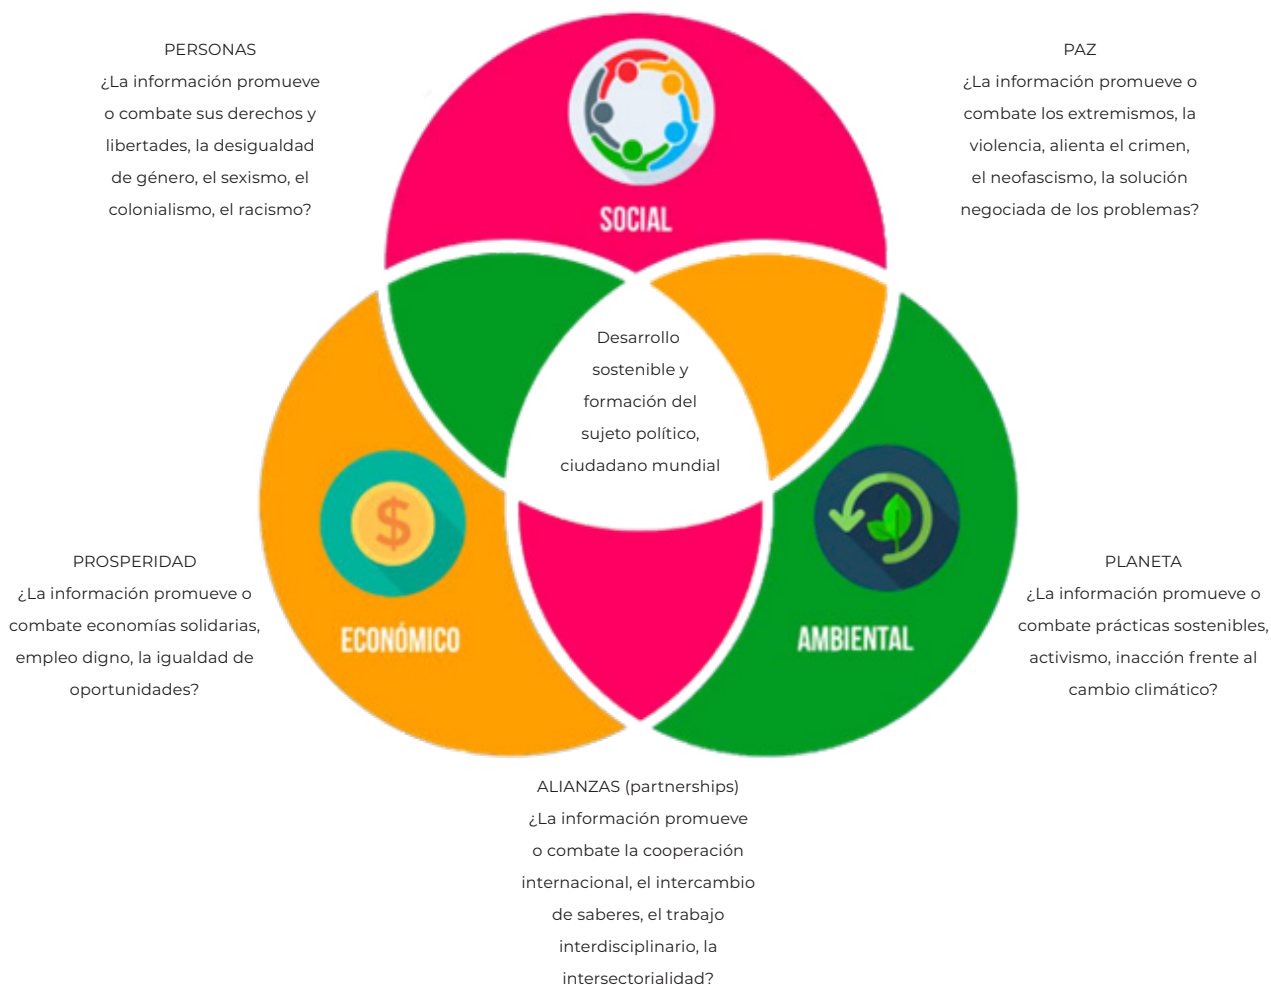 PERSONAS
¿La información promueve
o combate sus derechos y
libertades, la desigualdad
de género, el sexismo, el
colonialismo, el racismo?
PAZ
¿La información promueve o
combate los extremismos, la
violencia, alienta el crimen,
el neofascismo, la solución
negociada de los problemas?
SOCIAL
Desarrollo
sostenible y
formación del
sujeto político,
ciudadano mundial
$
ECONÓMICO
AMBIENTAL
PROSPERIDAD
¿La información promueve o
combate economías solidarias,
empleo digno, la igualdad de
oportunidades?
PLANETA
¿La información promueve o
combate prácticas sostenibles,
activismo, inacción frente al
cambio climático?
ALIANZAS (partnerships)
¿La información promueve
o combate la cooperación
internacional, el intercambio
de saberes, el trabajo
interdisciplinario, la
intersectorialidad?